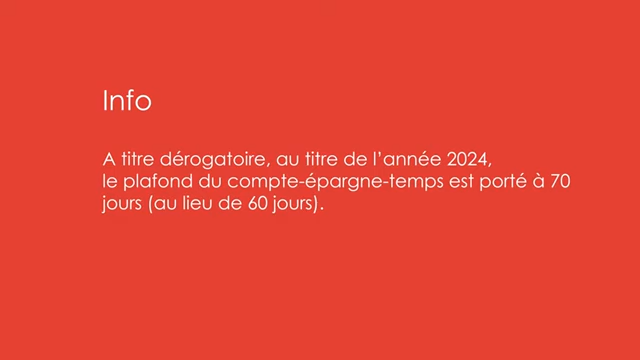 Info
A titre dérogatoire, au titre de l’année 2024,
le plafond du compte-épargne-temps est porté à 70
jours (au lieu de 60 jours).